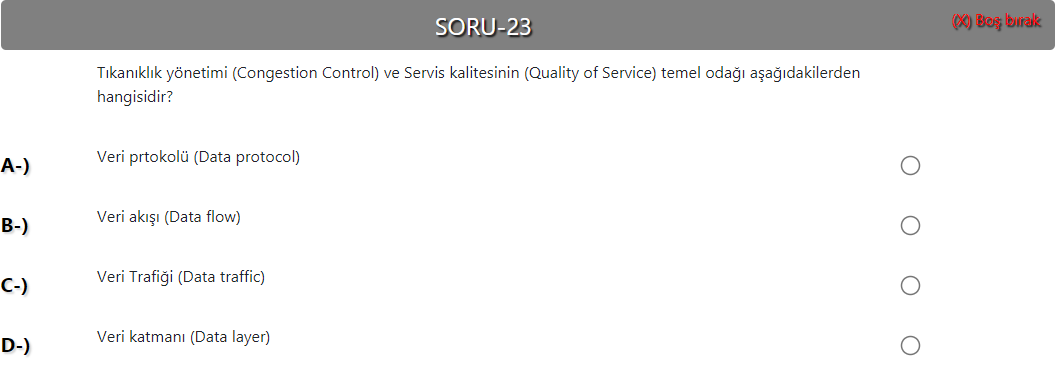 SORU-23
(X) Boş bırak
Tıkanıklık yönetimi (Congestion Control) ve Servis kalitesinin (Quality of Service) temel odağı aşağıdakilerden
hangisidir?
A-) Veri prtokolü (Data protocol)
B-) Veri akışı (Data flow)
C-) Veri Trafiği (Data traffic)
D-) Veri katmanı (Data layer)